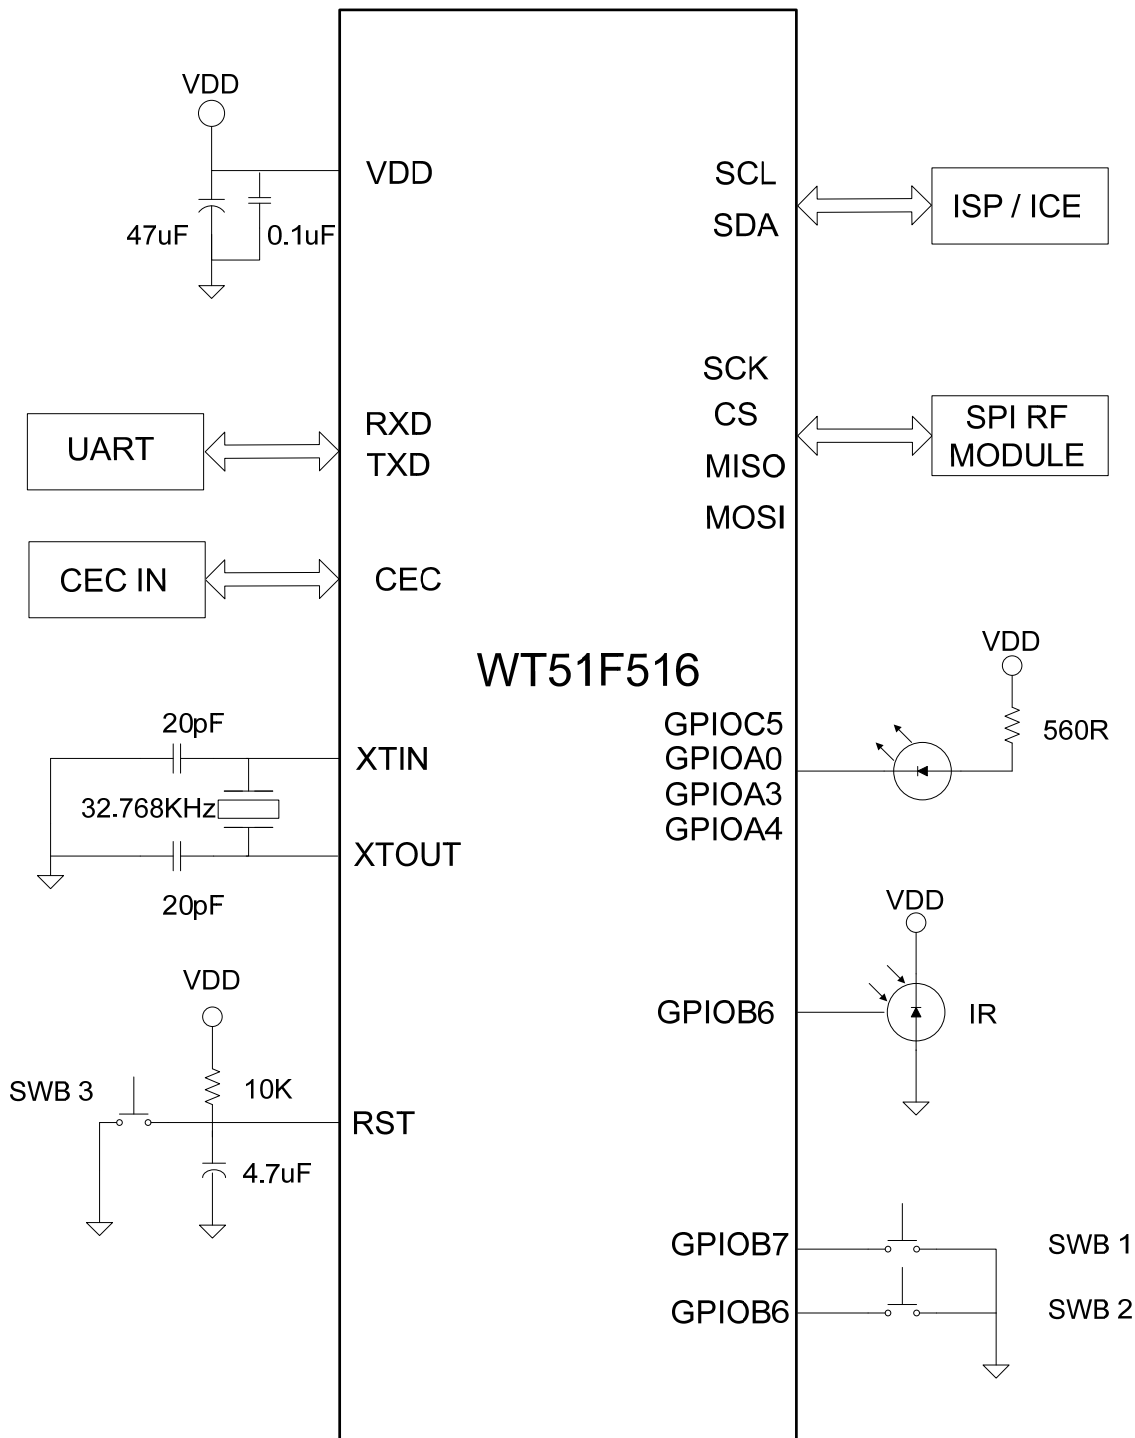 VDD
VDD
47uF
0.1uF
SCL
SDA
ISP / ICE
UART
RXD
TXD
SCK
CS
MISO
MOSI
SPI RF
MODULE
CEC IN
CEC
WT51F516
20pF
XTIN
32.768KHz
XTOUT
20pF
VDD
560R
GPIOC5
GPIOA0
GPIOA3
GPIOA4
VDD
GPIOB6
IR
VDD
SWB 3
10K
RST
4.7uF
GPIOB7
SWB 1
GPIOB6
SWB 2